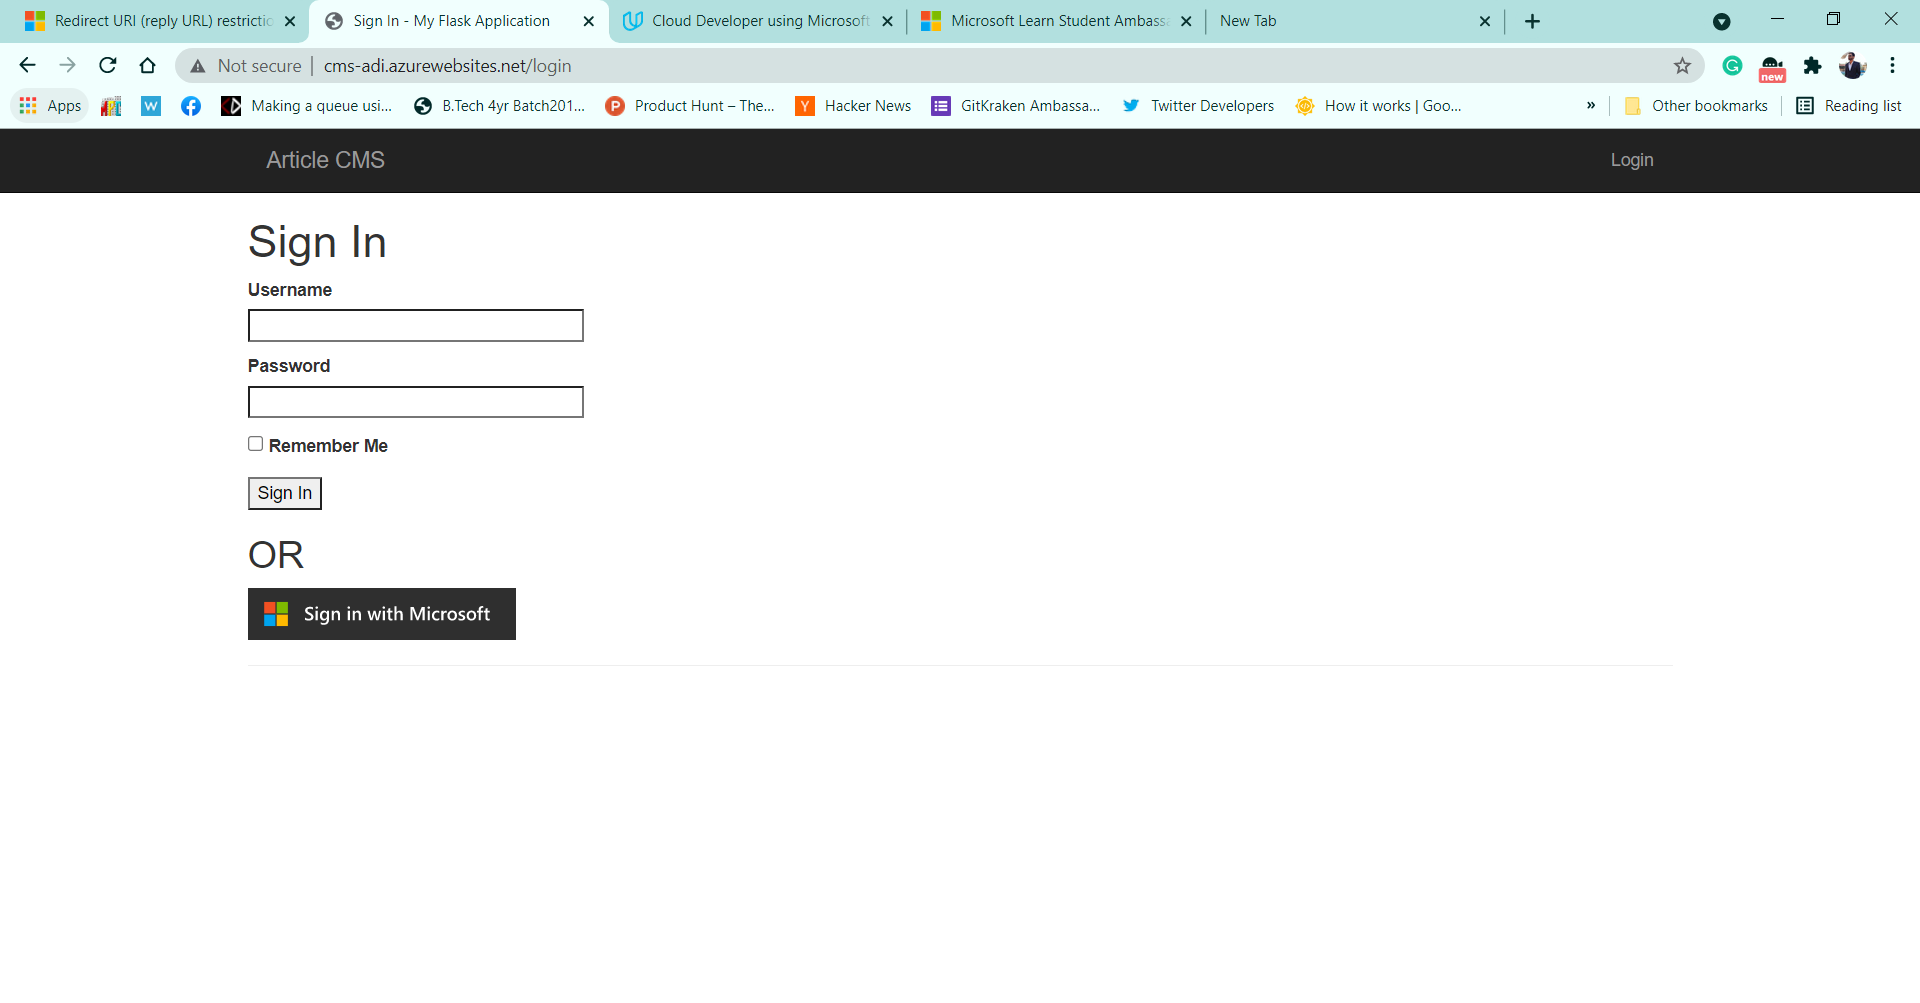 Redirect URI (reply URL) restrictio
Sign In - My Flask Application
Cloud Developer using Microsoft
Microsoft Learn Student Ambass
New Tab
Not secure
cms-adi.azurewebsites.net/login
new
Apps
Making a queue usi...
B.Tech 4yr Batch201...
Product Hunt – The...
Hacker News
GitKraken Ambassa...
Twitter Developers
How it works | Goo...
»
Other bookmarks
Reading list
Article CMS
Login
Sign In
Username
Password
Remember Me
Sign In
OR
Sign in with Microsoft